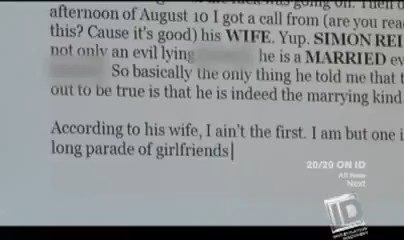 afternoon of August 10 I got a call from (are you rea
this? Cause it's good) his WIFE. Yup. SIMON REI
not only an evil lying he is a MARRIED ev
So basically the only thing he told me that t
out to be true is that he is indeed the marrying kind
According to his wife, I ain't the first. I am but one i
long parade of girlfriends
20/20 ON ID
Next
ID